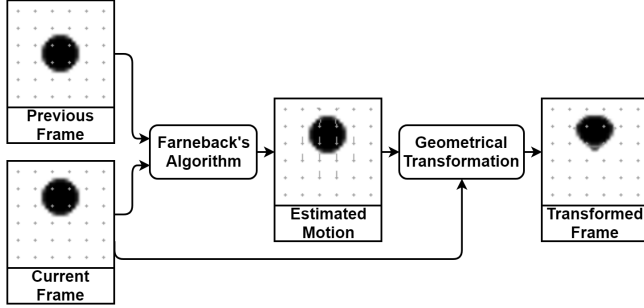 Previous
Frame
Farneback's
Algorithm
Geometrical
Transformation
Estimated
Motion
Transformed
Frame
Current
Frame